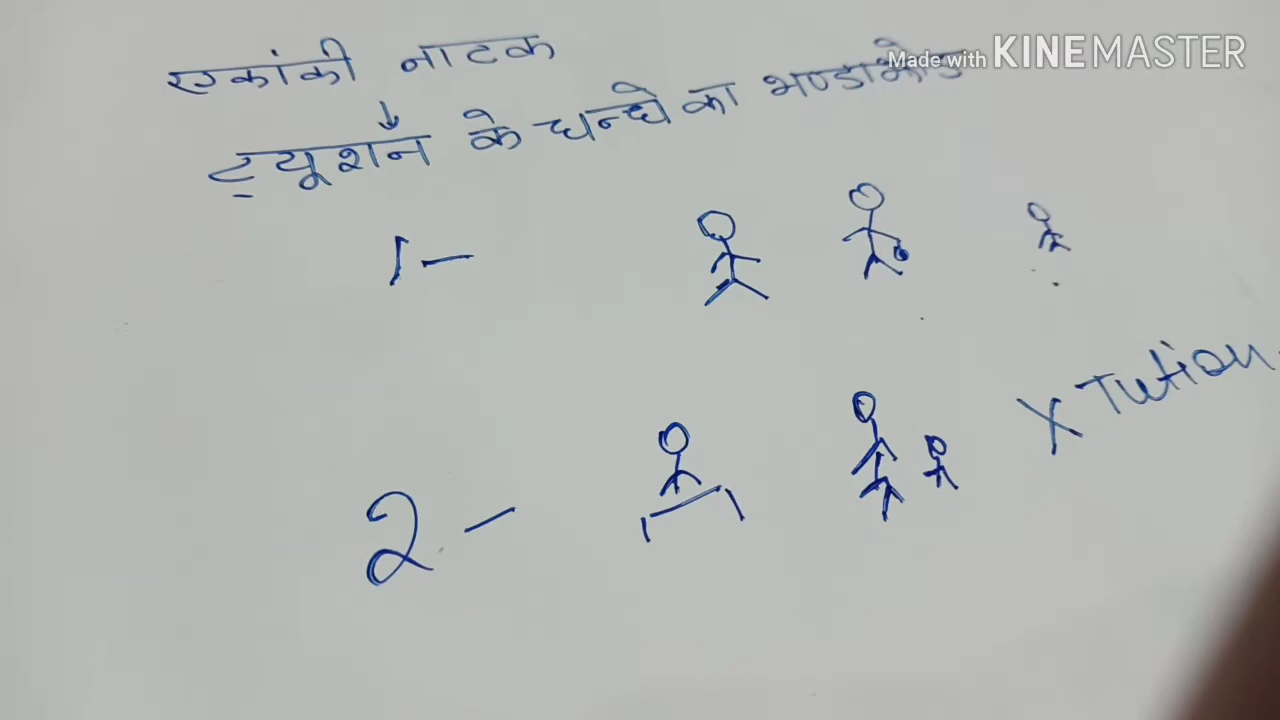 एकांकी नाटक
Made with KINEMASTER
ट्यूशन के धन्धे का भण्डाफोड
1-
2-
X Tution